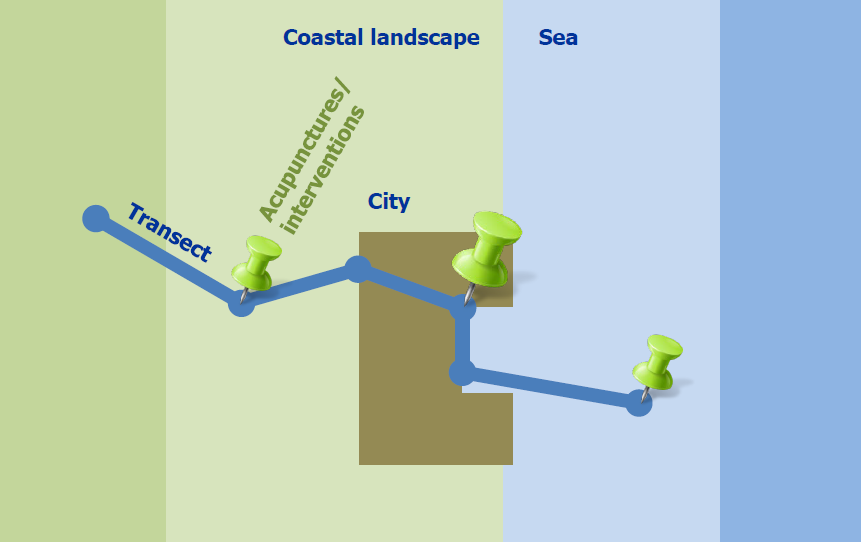 Coastal landscape
Sea
Acupunctures/
interventions
City
Transect